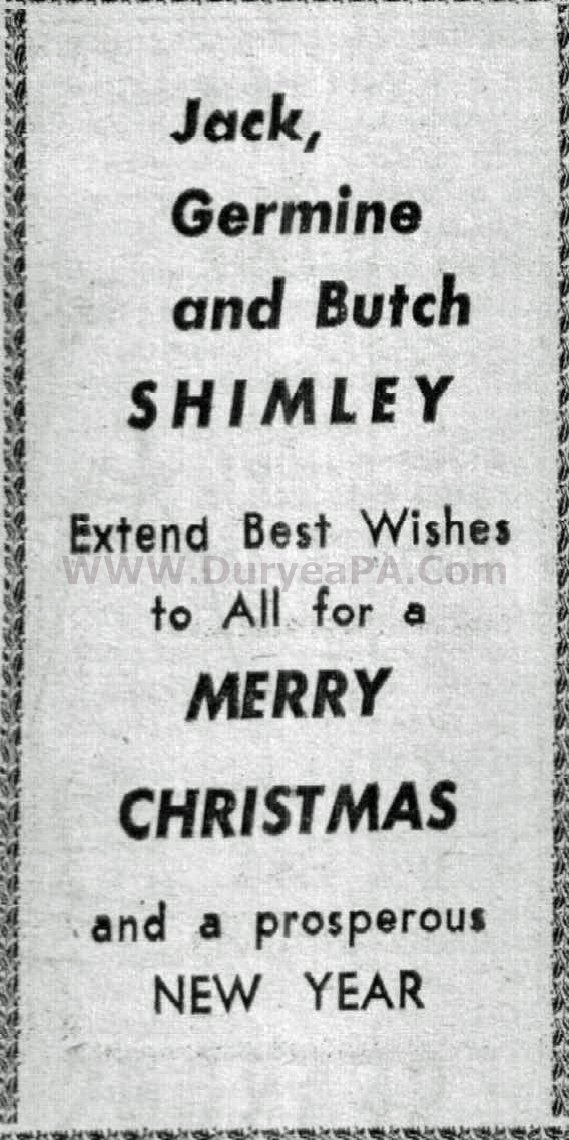 Jack,
Germine
and Butch
SHIMLEY
Extend Best Wishes
WWW.DuryeaPA.Com
to All for a
MERRY
CHRISTMAS
and a prosperous
NEW YEAR